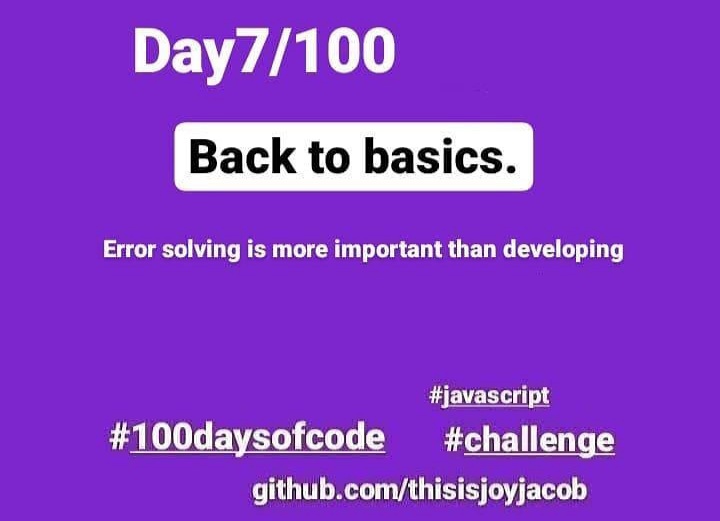 Day7/100
Back to basics.
Error solving is more important than developing
#javascript
#100daysofcode #challenge
github.com/thisisjoyjacob